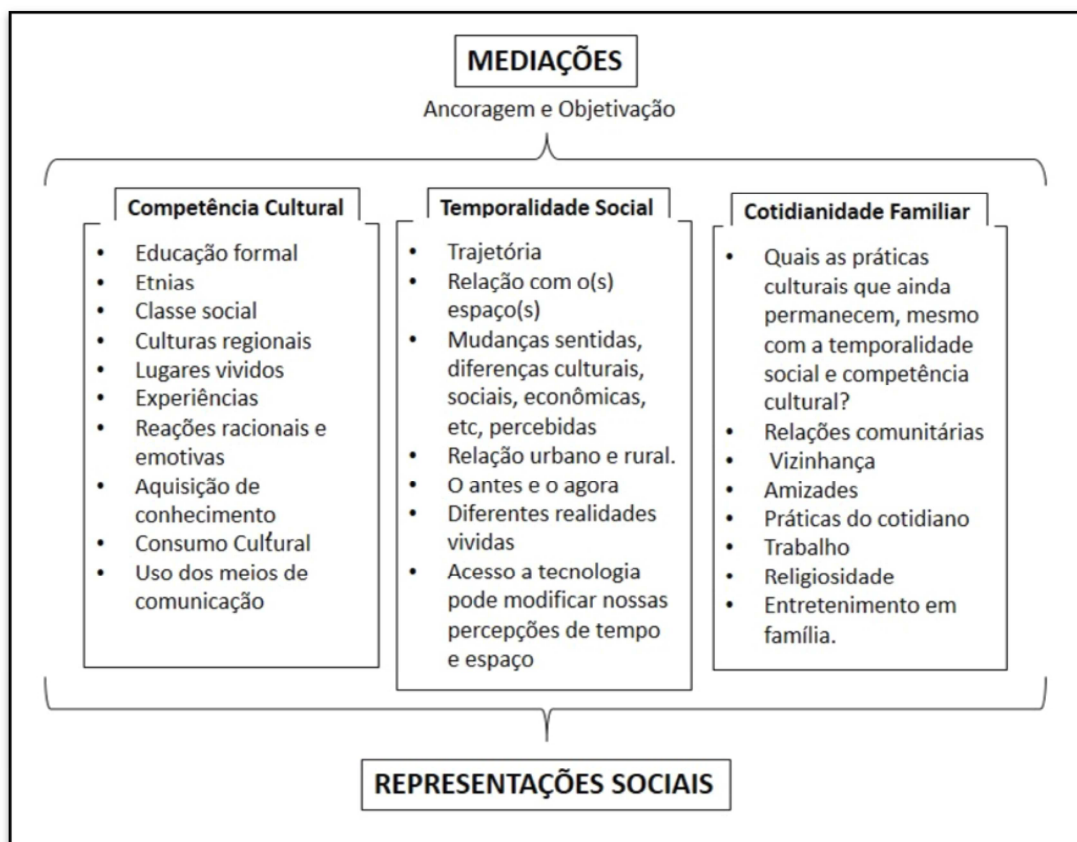 MEDIAÇÕES
Ancoragem e Objetivação
Competência Cultural
• Educação formal
• Etnias
• Classe social
• Culturas regionais
• Lugares vividos
• Experiências
• Reações racionais e
emotivas
• Aquisição de
conhecimento
• Consumo Cultural
• Uso dos meios de
comunicação
Temporalidade Social
• Trajetória
• Relação com o(s)
espaço(s)
• Mudanças sentidas,
diferenças culturais,
sociais, econômicas,
etc, percebidas
• Relação urbano e rural.
• O antes e o agora
• Diferentes realidades
vividas
• Acesso a tecnologia
pode modificar nossas
percepções de tempo
e espaço
Cotidianidade Familiar
• Quais as práticas
culturais que ainda
permanecem, mesmo
com a temporalidade
social e competência
cultural?
• Relações comunitárias
• Vizinhança
• Amizades
• Práticas do cotidiano
• Trabalho
• Religiosidade
• Entretenimento em
família.
REPRESENTAÇÕES SOCIAIS